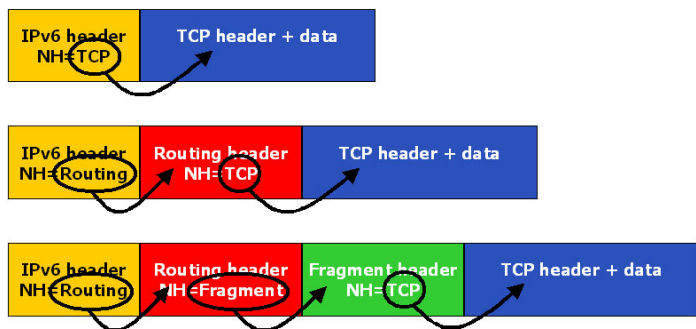 IPv6 header
NH=TCP
TCP header + data
IPv6 header
NH=Routing
Routing header
NH=TCP
TCP header + data
IPv6 header
NH=Routing
Routing header
NH=Fragment
Fragment header
NH=TCP
TCP header + data